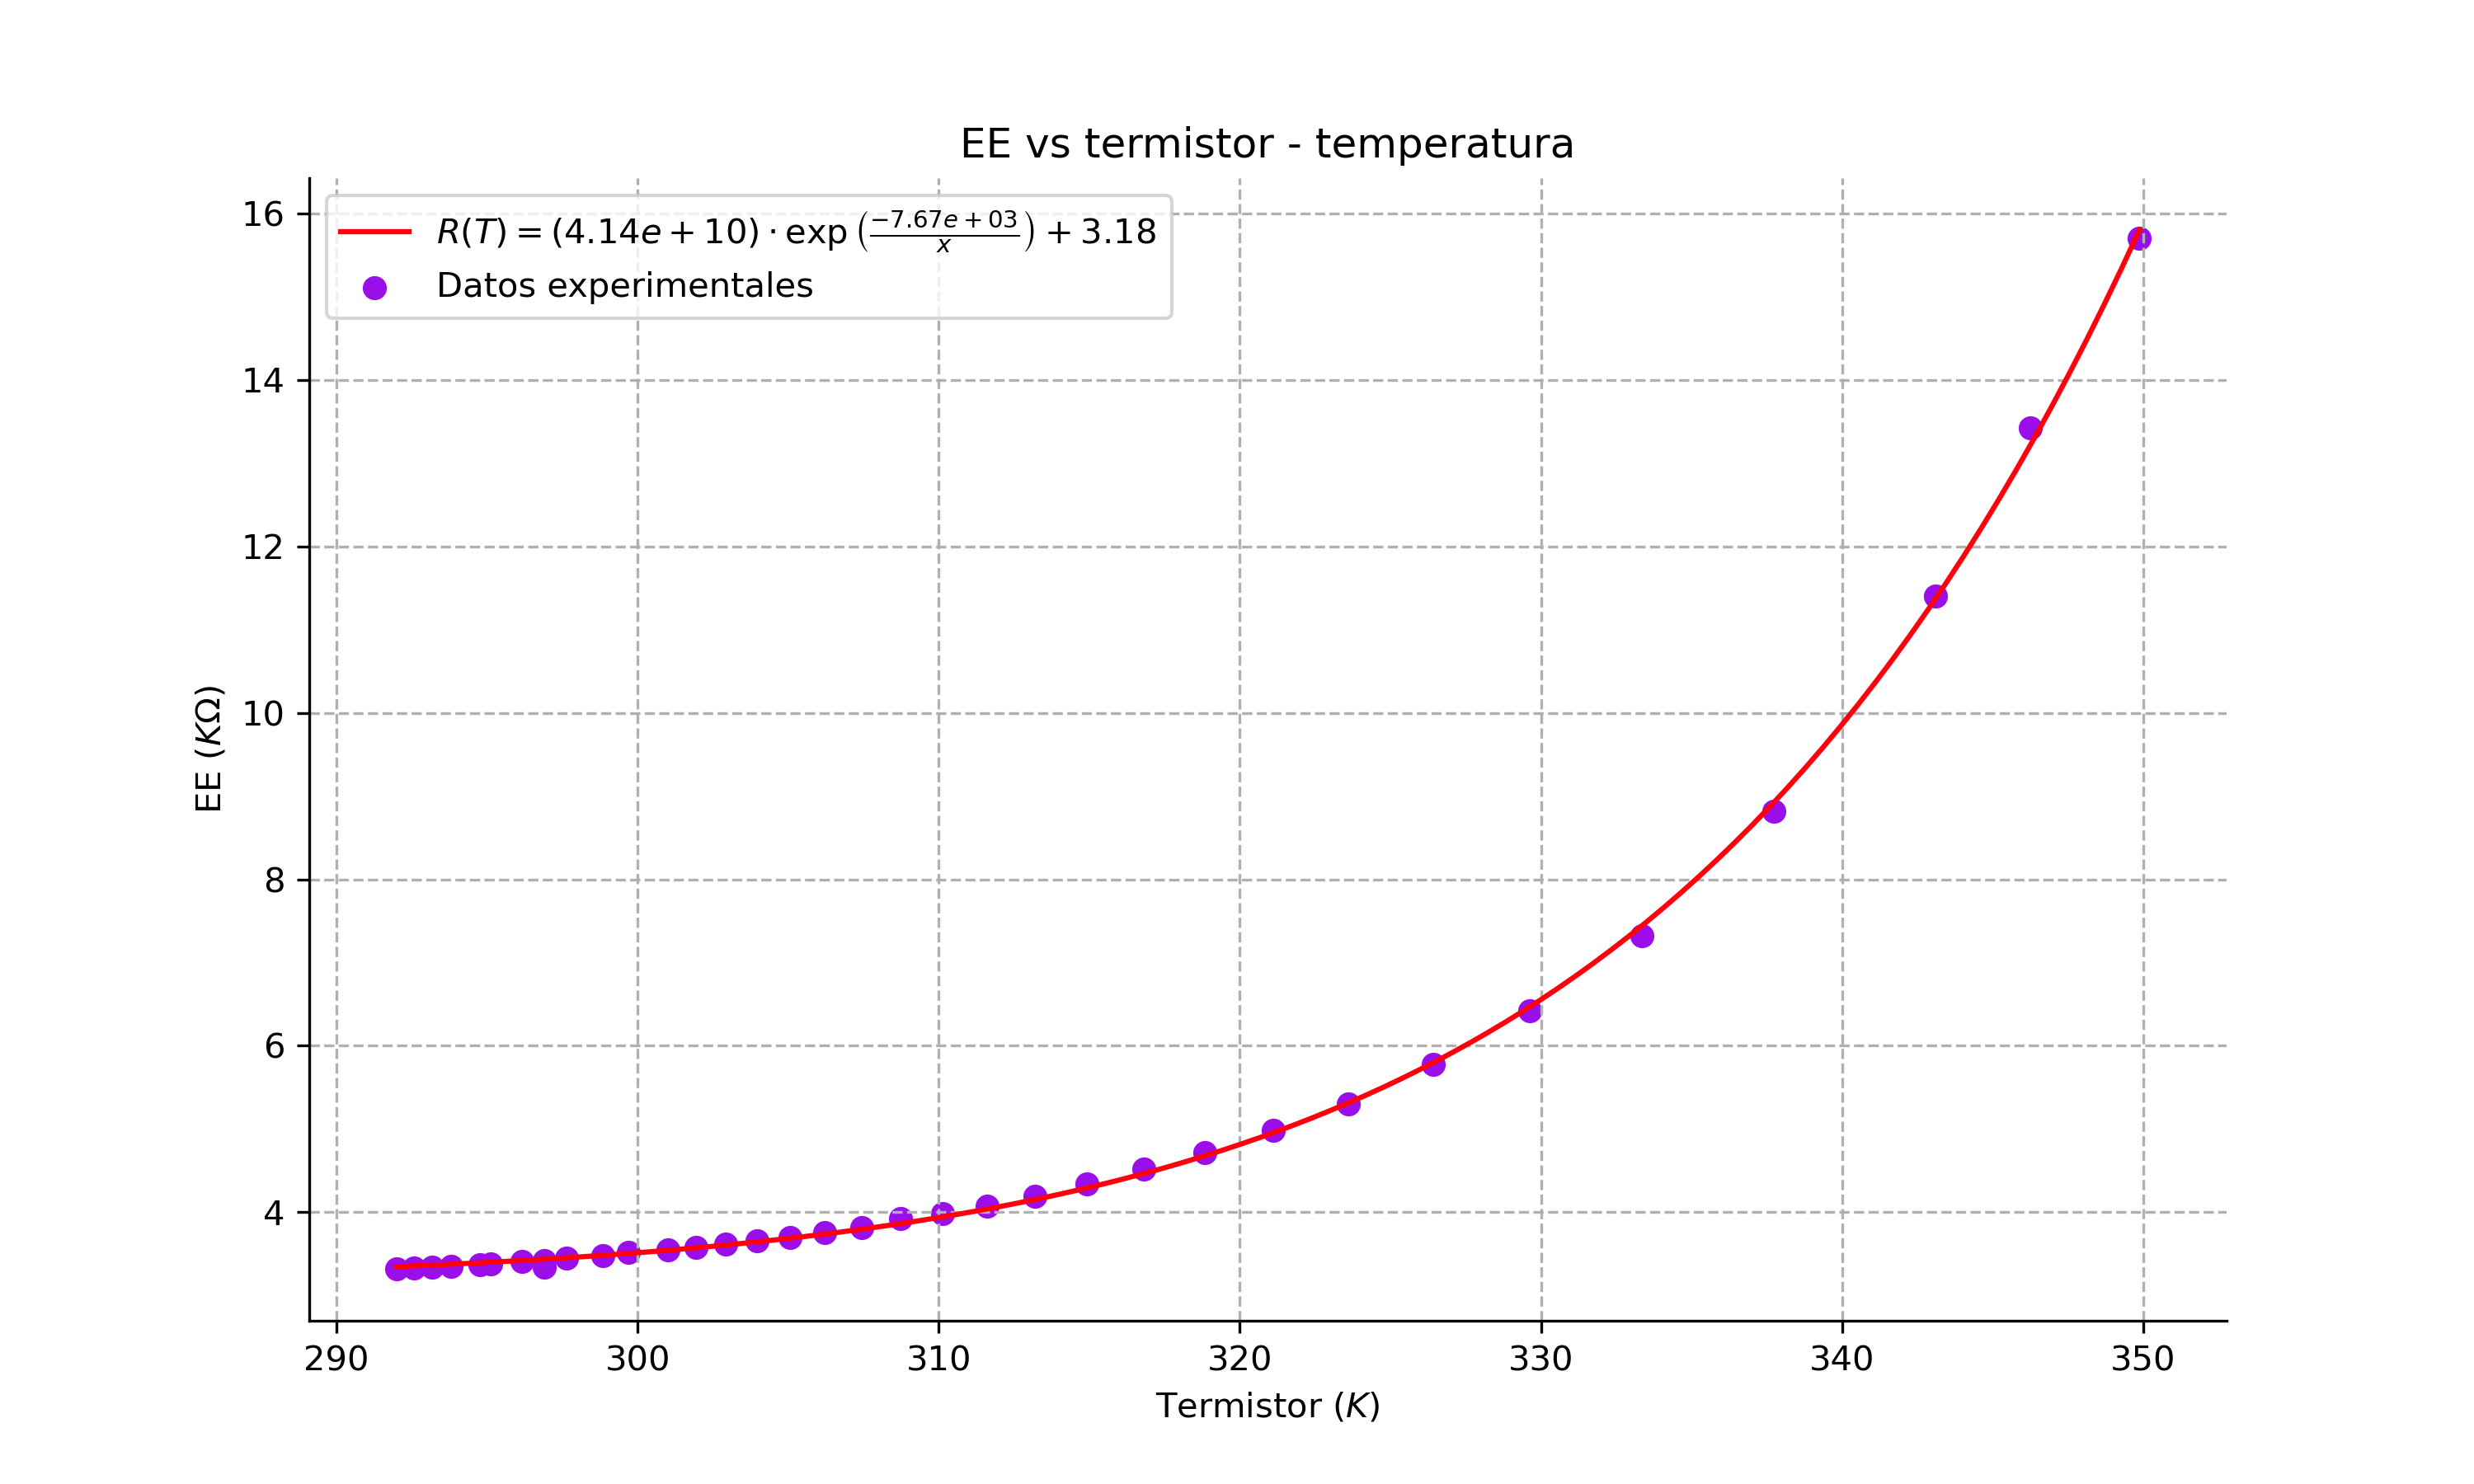 EE vs termistor - temperatura
R(T) = (4.14e + 10) · exp (−7.67e + 03 / x) + 3.18
Datos experimentales
16
14
12
10
8
6
4
EE (KΩ)
290 300 310 320 330 340 350
Termistor (K)